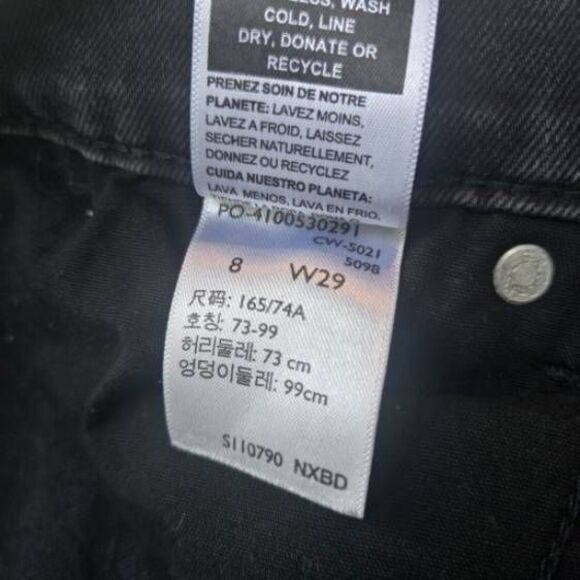 WASH
COLD, LINE
DRY, DONATE OR
RECYCLE
PRENEZ SOIN DE NOTRE
PLANETE: LAVEZ MOINS,
LAVEZ A FROID, LAISSEZ
SECHER NATURELLEMENT,
DONNEZ OU RECYCLEZ
CUIDA NUESTRO PLANETA:
LAVA MENOS, LAVA EN FRIO,
PO-4100530291
CW-5021
5098
8 W29
尺码: 165/74A
호칭: 73-99
허리둘레: 73 cm
엉덩이둘레: 99cm
S110790 NXBD